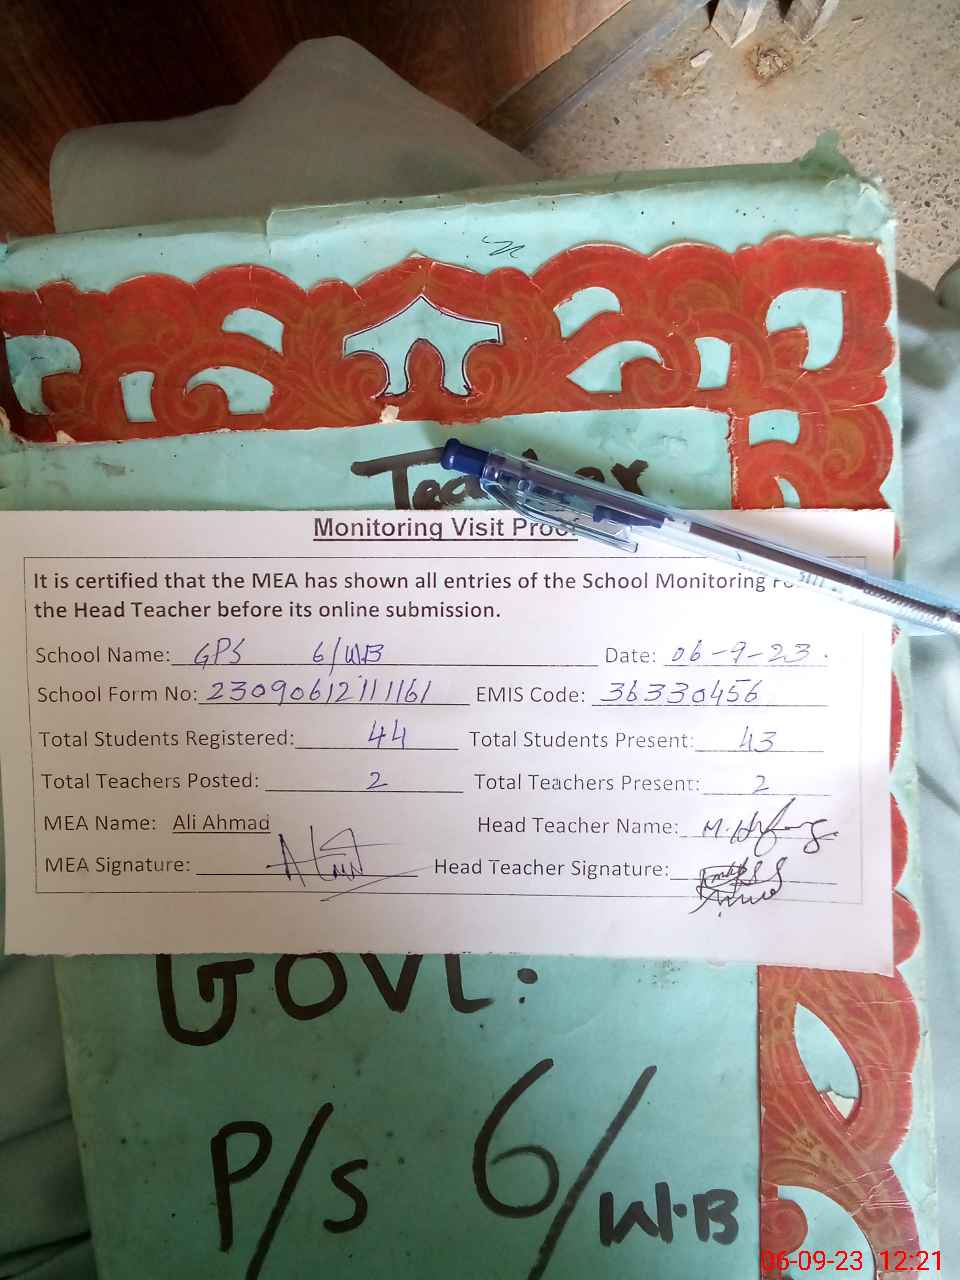 Teacher
Monitoring Visit Proof
It is certified that the MEA has shown all entries of the School Monitoring
the Head Teacher before its online submission.
School Name: GPS 6/W.B Date: 06-9-23.
School Form No: 23090612111161 EMIS Code: 36330456
Total Students Registered: 44 Total Students Present: 43
Total Teachers Posted: 2 Total Teachers Present: 2
MEA Name: Ali Ahmad Head Teacher Name: M.
MEA Signature: Head Teacher Signature:
GOVt.
P/s 6/W.B
06-09-23 12:21